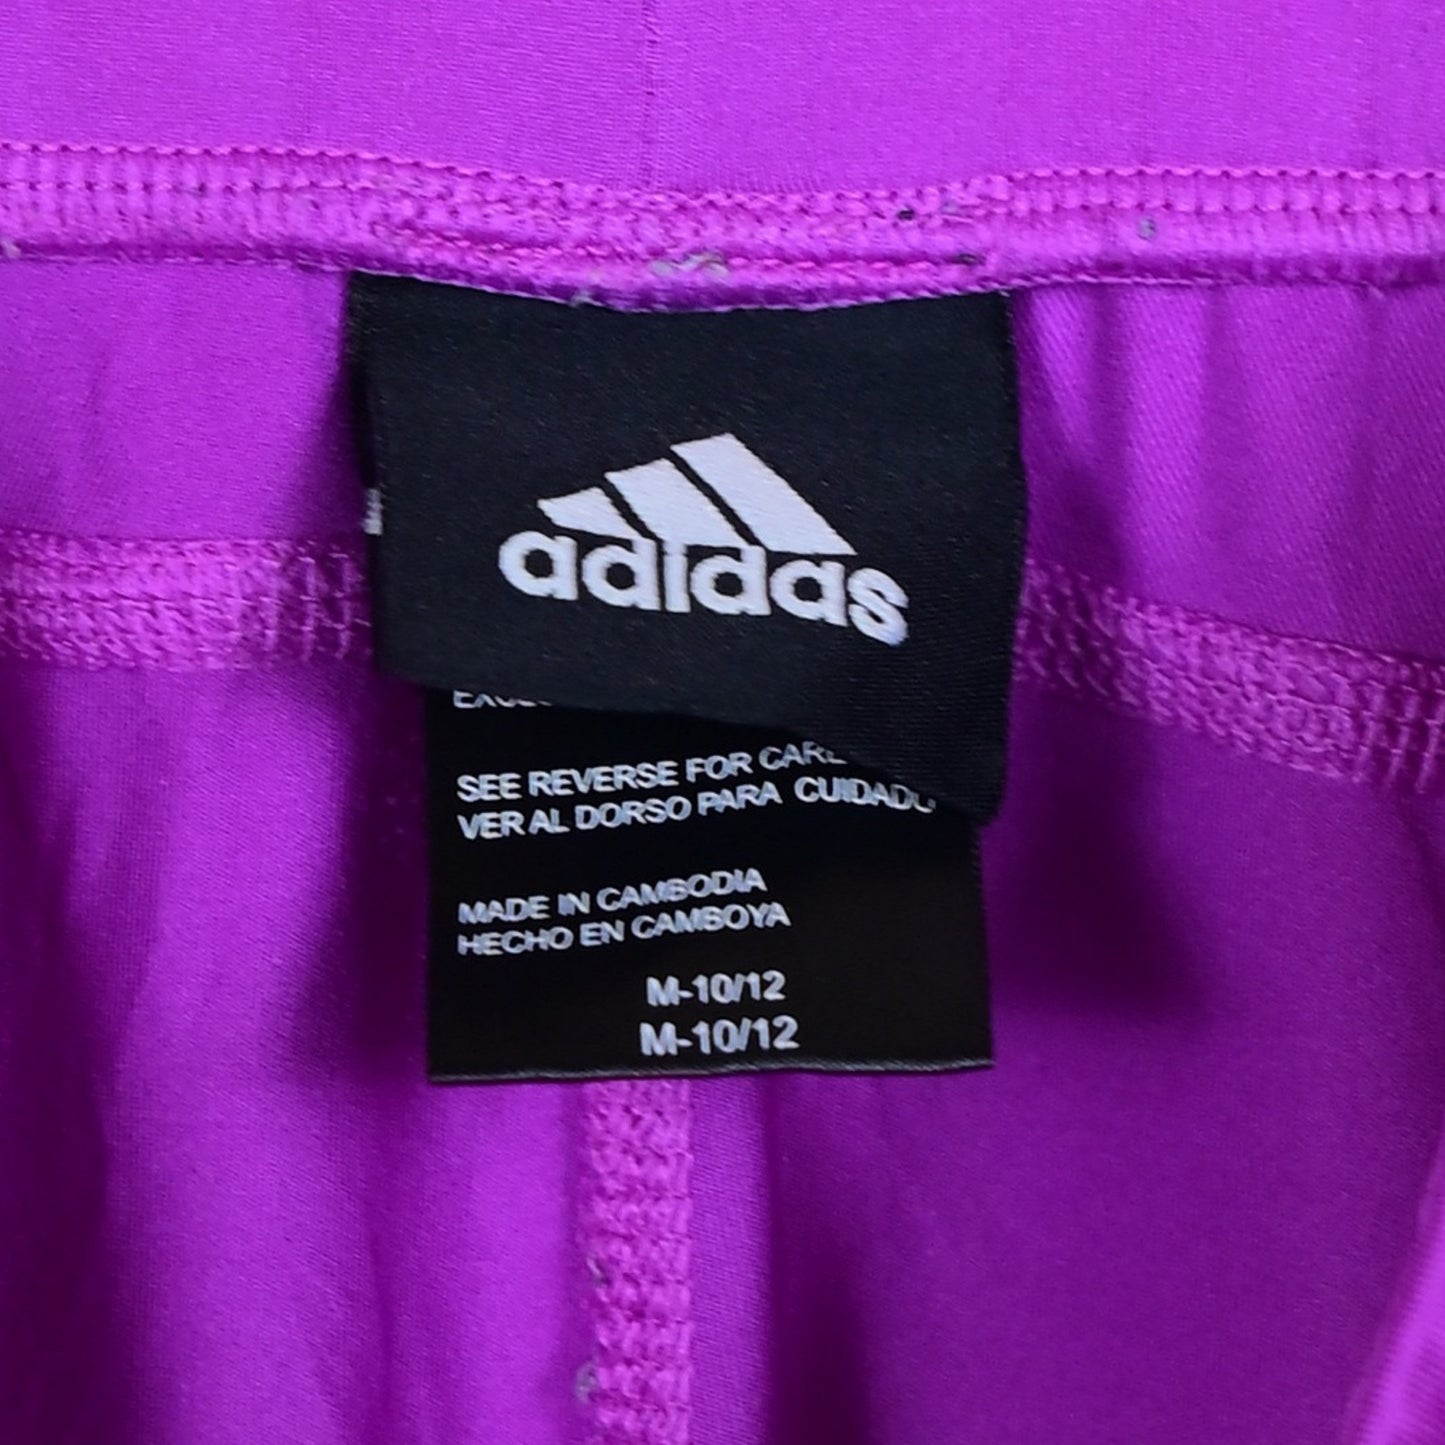 adidas
SEE REVERSE FOR CARE
VER AL DORSO PARA CUIDADO
MADE IN CAMBODIA
HECHO EN CAMBOYA
M-10/12
M-10/12